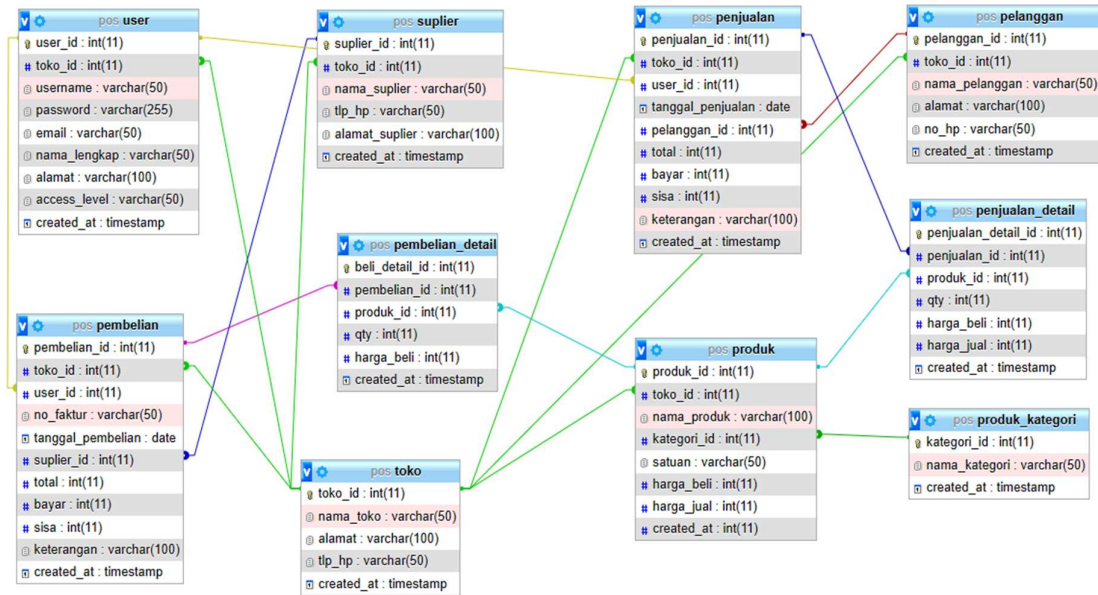 pos user
user_id : int(11)
toko_id : int(11)
username : varchar(50)
password : varchar(255)
email : varchar(50)
nama_lengkap : varchar(50)
alamat : varchar(100)
access_level : varchar(50)
created_at : timestamp
pos suplier
suplier_id : int(11)
toko_id : int(11)
nama_suplier : varchar(50)
tlp_hp : varchar(50)
alamat_suplier : varchar(100)
created_at : timestamp
pos penjualan
penjualan_id : int(11)
toko_id : int(11)
user_id : int(11)
tanggal_penjualan : date
pelanggan_id : int(11)
total : int(11)
bayar : int(11)
sisa : int(11)
keterangan : varchar(100)
created_at : timestamp
pos pelanggan
pelanggan_id : int(11)
toko_id : int(11)
nama_pelanggan : varchar(50)
alamat : varchar(100)
no_hp : varchar(50)
created_at : timestamp
pos pembelian_detail
beli_detail_id : int(11)
pembelian_id : int(11)
produk_id : int(11)
qty : int(11)
harga_beli : int(11)
created_at : timestamp
pos penjualan_detail
penjualan_detail_id : int(11)
penjualan_id : int(11)
produk_id : int(11)
qty : int(11)
harga_beli : int(11)
harga_jual : int(11)
created_at : timestamp
pos pembelian
pembelian_id : int(11)
toko_id : int(11)
user_id : int(11)
no_faktur : varchar(50)
tanggal_pembelian : date
suplier_id : int(11)
total : int(11)
bayar : int(11)
sisa : int(11)
keterangan : varchar(100)
created_at : timestamp
pos produk
produk_id : int(11)
toko_id : int(11)
nama_produk : varchar(100)
kategori_id : int(11)
satuan : varchar(50)
harga_beli : int(11)
harga_jual : int(11)
created_at : int(11)
pos produk_kategori
kategori_id : int(11)
nama_kategori : varchar(50)
created_at : timestamp
pos toko
toko_id : int(11)
nama_toko : varchar(50)
alamat : varchar(100)
tlp_hp : varchar(50)
created_at : timestamp